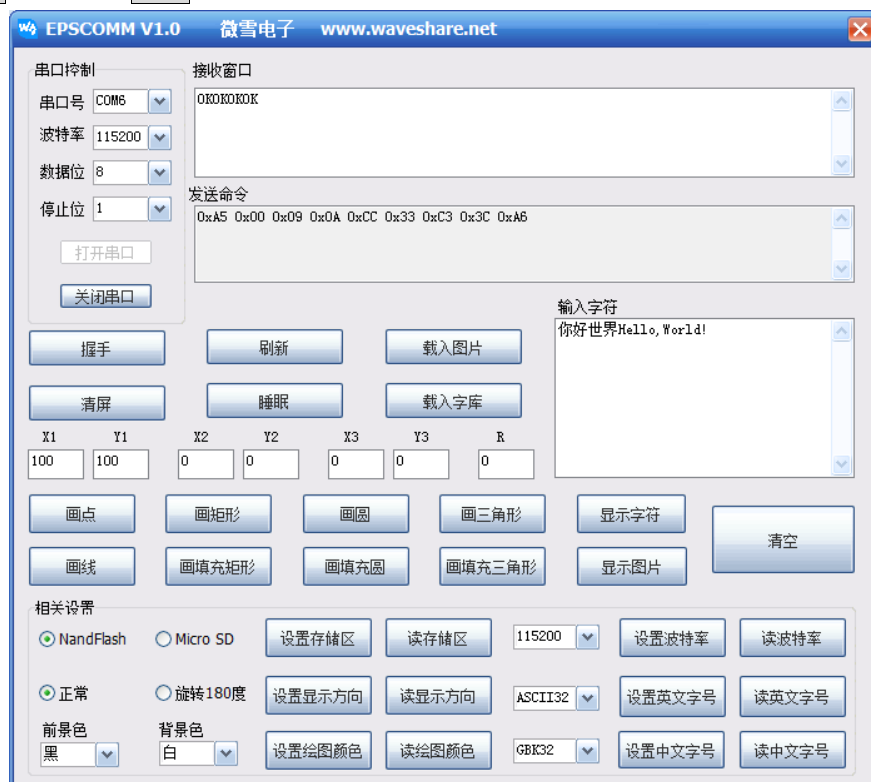 EPSCOMM V1.0 微雪电子 www.waveshare.net
串口控制
串口号 COM6
波特率 115200
数据位 8
停止位 1
打开串口
关闭串口
接收窗口
OKOKOKOK
发送命令
0xA5 0x00 0x09 0x0A 0xCC 0x33 0xC3 0x3C 0xA6
输入字符
你好世界Hello,World!
握手 刷新 载入图片
清屏 睡眠 载入字库
X1 Y1 X2 Y2 X3 Y3 R
100 100 0 0 0 0 0
画点 画矩形 画圆 画三角形 显示字符
画线 画填充矩形 画填充圆 画填充三角形 显示图片
清空
相关设置
NandFlash Micro SD 设置存储区 读存储区 115200 设置波特率 读波特率
正常 旋转180度 设置显示方向 读显示方向 ASCII32 设置英文字号 读英文字号
前景色 背景色
黑 白 设置绘图颜色 读绘图颜色 GBK32 设置中文字号 读中文字号